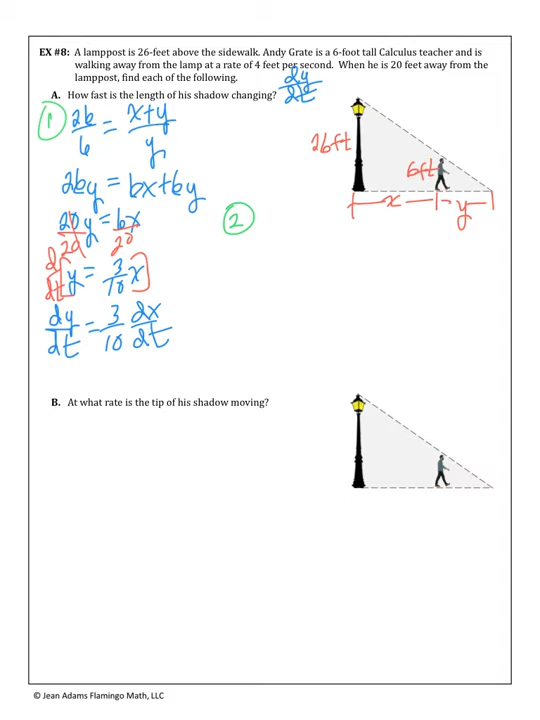 EX #8: A lamppost is 26-feet above the sidewalk. Andy Grate is a 6-foot tall Calculus teacher and is
walking away from the lamp at a rate of 4 feet per second. When he is 20 feet away from the
lamppost, find each of the following.
A. How fast is the length of his shadow changing? dy/dt
① 26/6 = x+y/y
26ft
6ft
x y
26y = 6x+6y
20y/20 = 6x/20
②
d/dt [y = 3/10 x]
dy/dt = 3/10 dx/dt
B. At what rate is the tip of his shadow moving?
© Jean Adams Flamingo Math, LLC